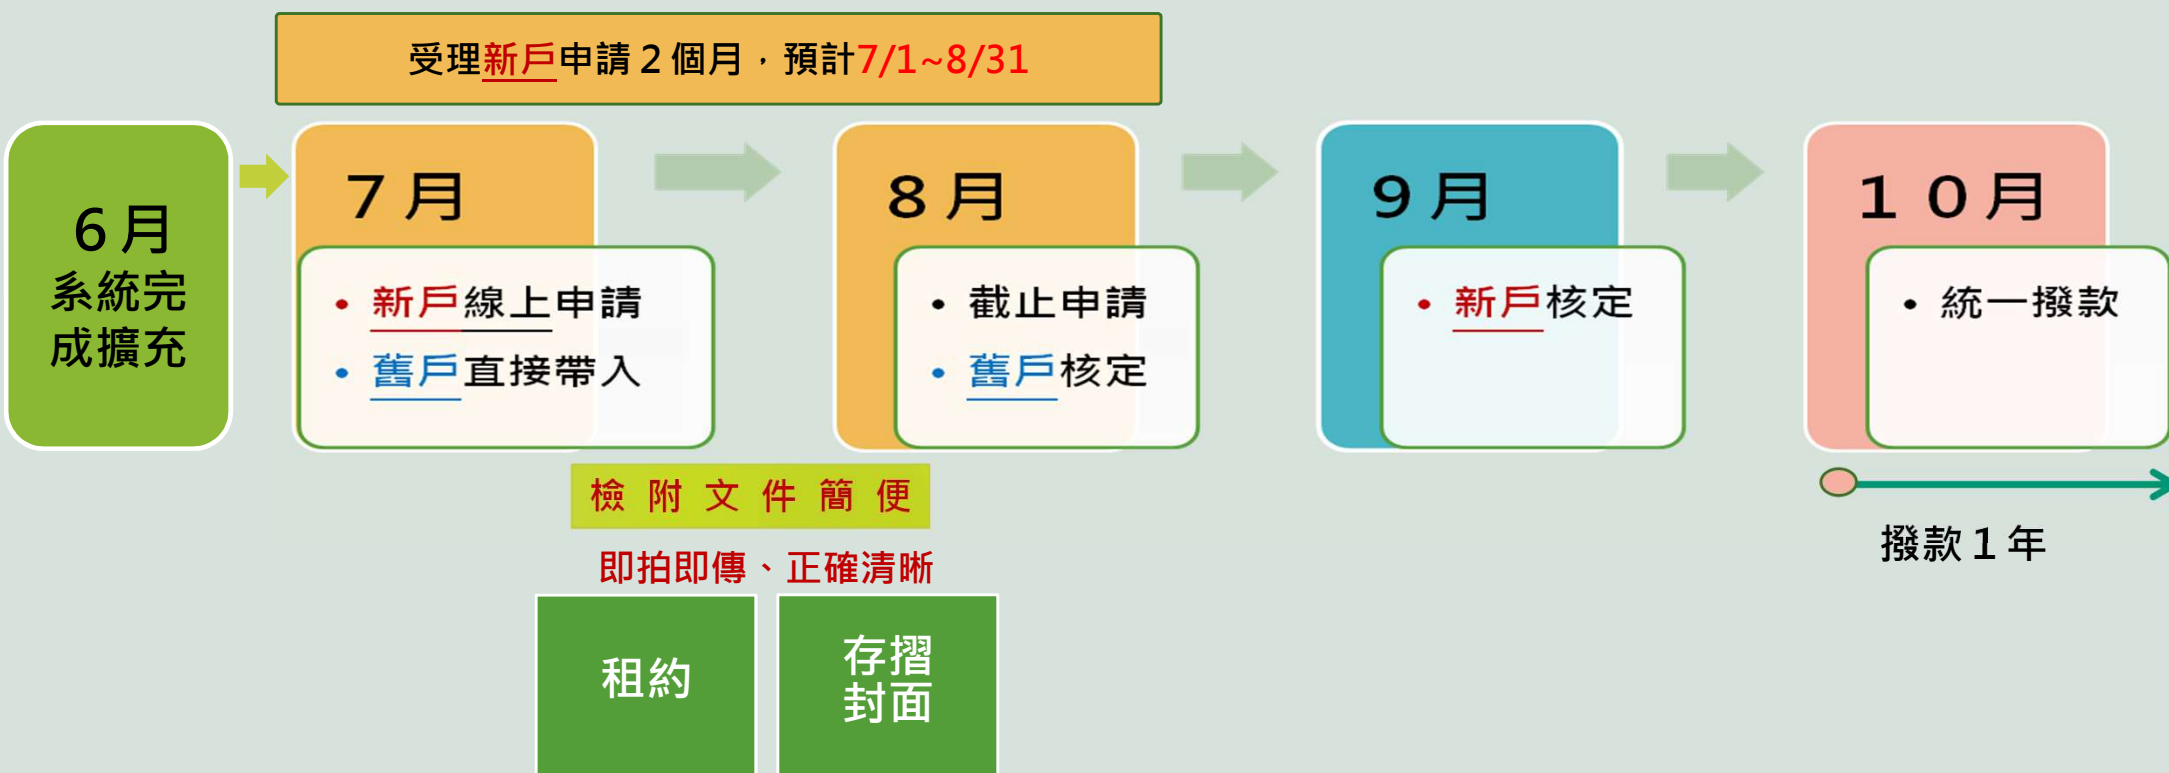 受理新戶申請２個月，預計7/1~8/31
6月
系統完
成擴充
7月
• 新戶線上申請
• 舊戶直接帶入
8月
• 截止申請
• 舊戶核定
9月
• 新戶核定
１０月
• 統一撥款
檢附文件簡便
即拍即傳、正確清晰
租約
存摺
封面
撥款１年